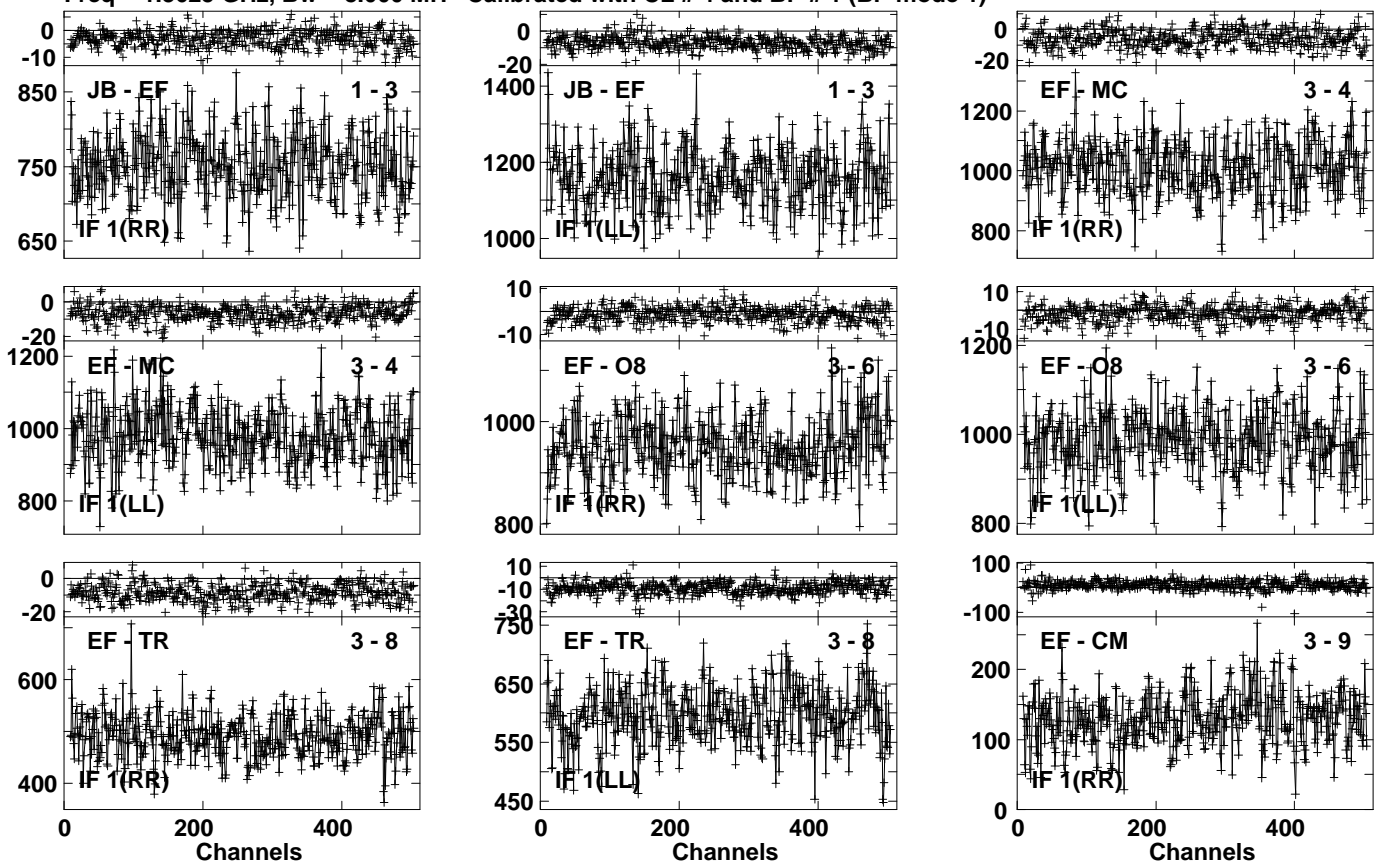 0 0 0
-10 -20 -20
JB - EF 1 - 3 JB - EF 1 - 3 EF - MC 3 - 4
850 1400 1200
750 1200 1000
650 1000 800
IF 1(RR) IF 1(LL) IF 1(RR)
0 10 10
-20 -10 -10
EF - MC 3 - 4 EF - O8 3 - 6 EF - O8 3 - 6
1200 1000 1200
1000 800 1000
800 800
IF 1(LL) IF 1(RR) IF 1(LL)
0 10 100
-20 -10 -100
-30
EF - TR 3 - 8 EF - TR 3 - 8 EF - CM 3 - 9
600 750 200
400 650 100
550 0
450
IF 1(RR) IF 1(LL) IF 1(RR)
0 200 400 0 200 400 0 200 400
Channels Channels Channels